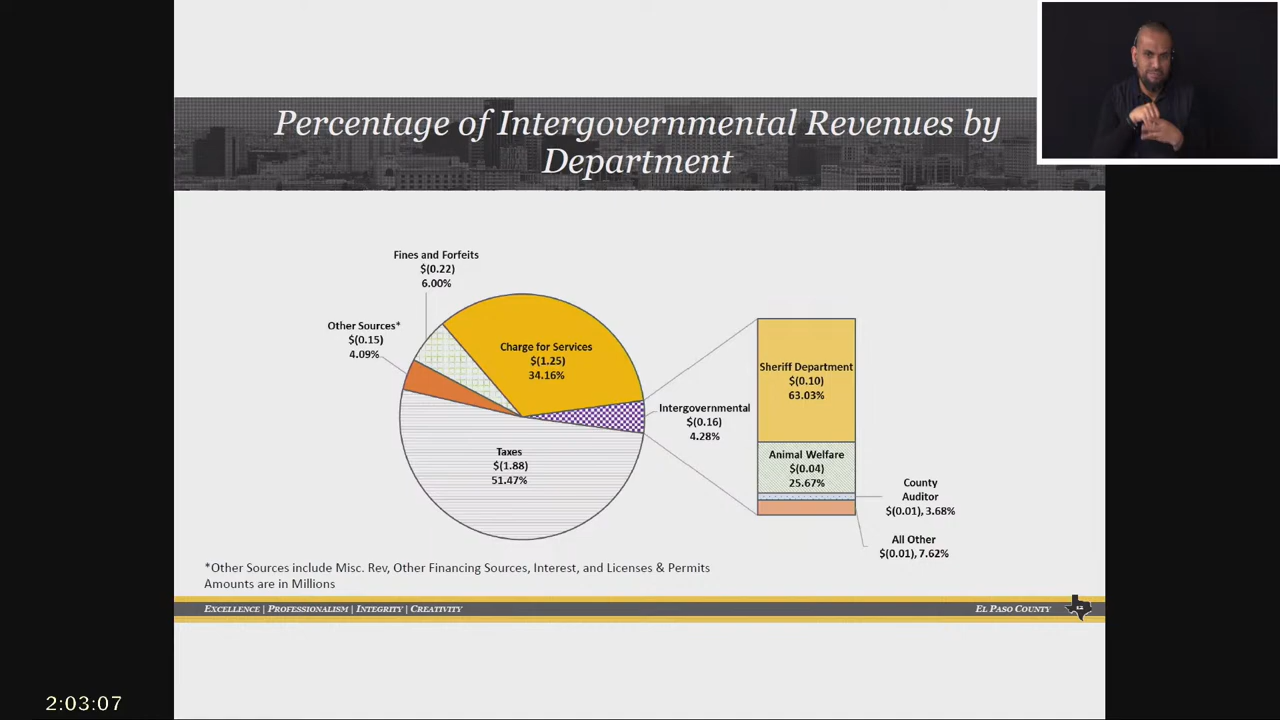 Percentage of Intergovernmental Revenues by
Department
Fines and Forfeits
$(0.22)
6.00%
Other Sources*
$(0.15)
4.09%
Charge for Services
$(1.25)
34.16%
Intergovernmental
$(0.16)
4.28%
Taxes
$(1.88)
51.47%
Sheriff Department
$(0.10)
63.03%
Animal Welfare
$(0.04)
25.67%
County
Auditor
$(0.01), 3.68%
All Other
$(0.01), 7.62%
*Other Sources include Misc. Rev, Other Financing Sources, Interest, and Licenses & Permits
Amounts are in Millions
Excellence | Professionalism | Integrity | Creativity
El Paso County
2:03:07